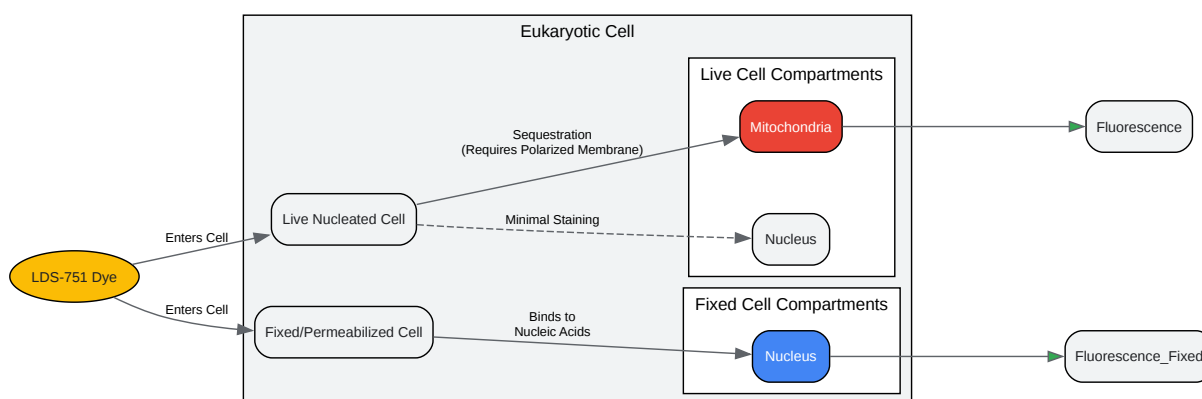 Eukaryotic Cell
Live Cell Compartments
Mitochondria
Fluorescence
Sequestration
(Requires Polarized Membrane)
Live Nucleated Cell
Minimal Staining
Nucleus
Enters Cell
LDS-751 Dye
Enters Cell
Fixed Cell Compartments
Fixed/Permeabilized Cell
Binds to
Nucleic Acids
Nucleus
Fluorescence_Fixed